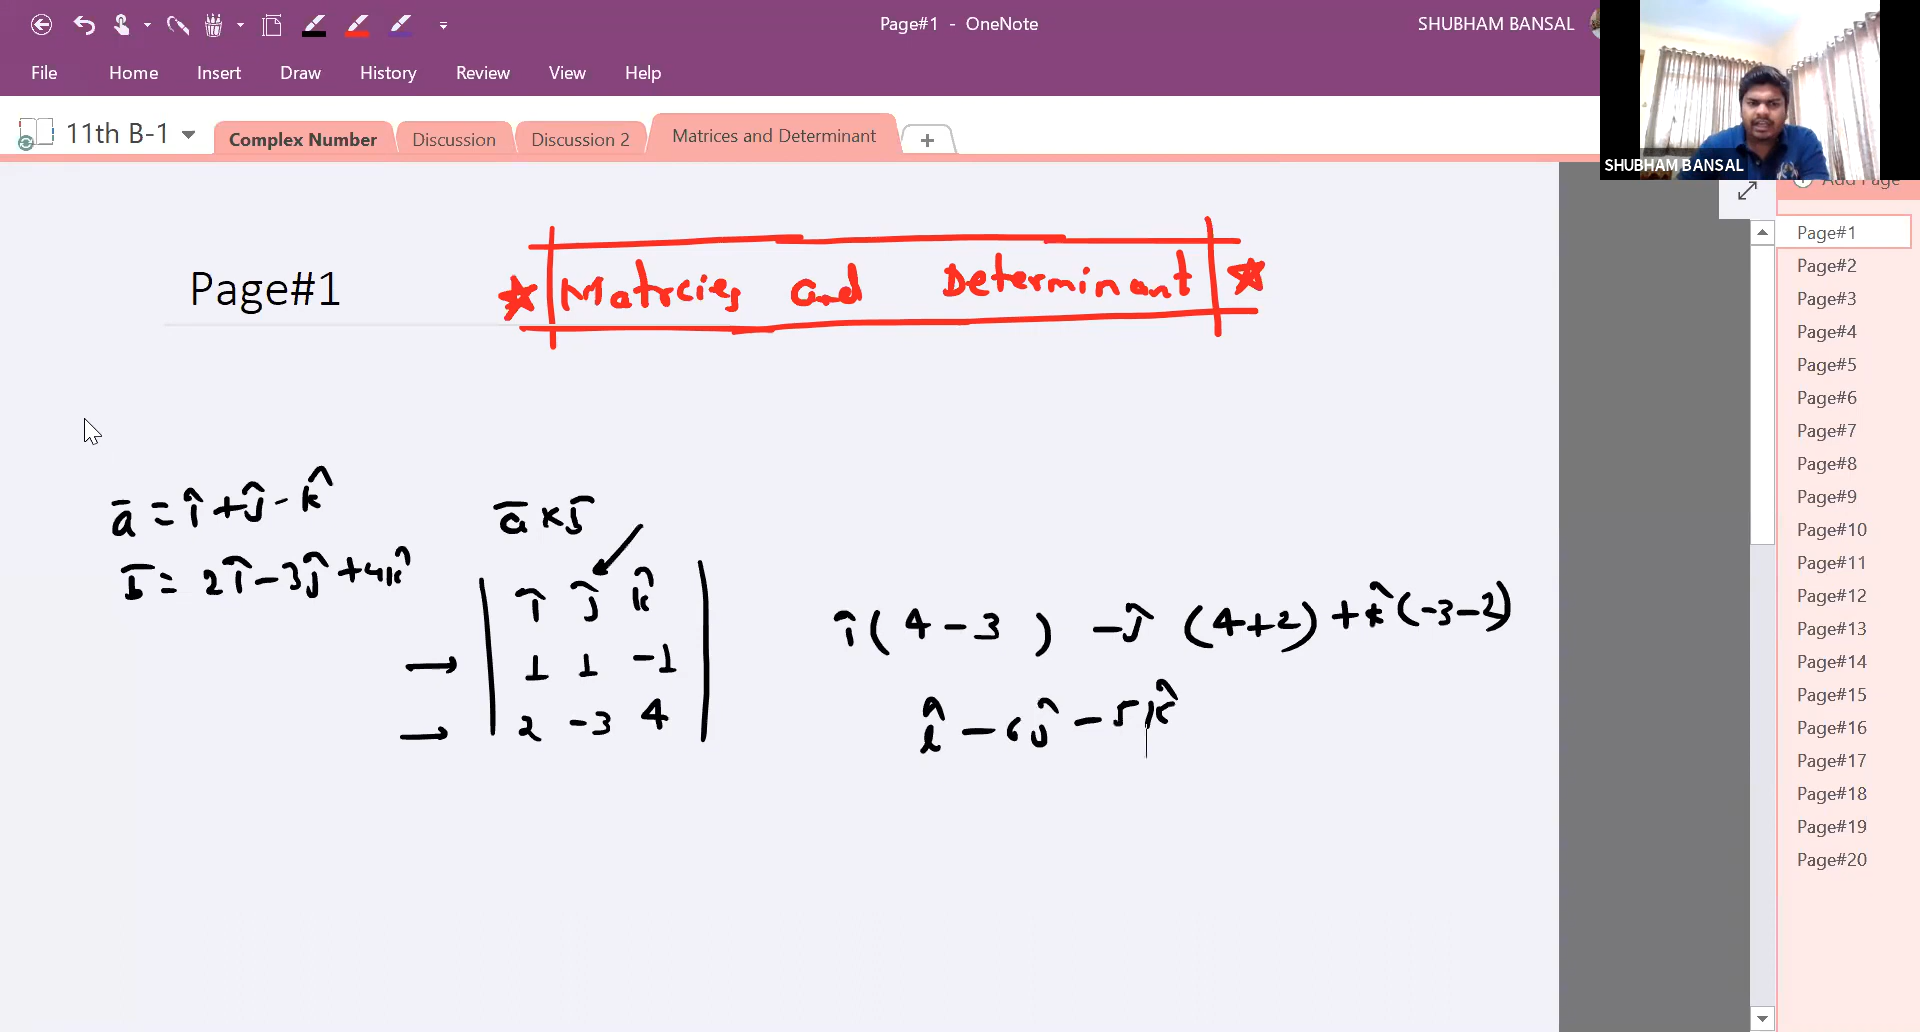 Page#1 - OneNote
SHUBHAM BANSAL
File Home Insert Draw History Review View Help
11th B-1
Complex Number
Discussion
Discussion 2
Matrices and Determinant
SHUBHAM BANSAL
Add Page
Page#1
Matrcies and Determinant
a̅ = î + ĵ - k̂
b̅ = 2î - 3ĵ + 4k̂
a̅ × b̅
î ĵ k̂
→ 1 1 -1
→ 2 -3 4
î(4-3) - ĵ(4+2) + k̂(-3-2)
î - 6ĵ - 5k̂
Page#1
Page#2
Page#3
Page#4
Page#5
Page#6
Page#7
Page#8
Page#9
Page#10
Page#11
Page#12
Page#13
Page#14
Page#15
Page#16
Page#17
Page#18
Page#19
Page#20